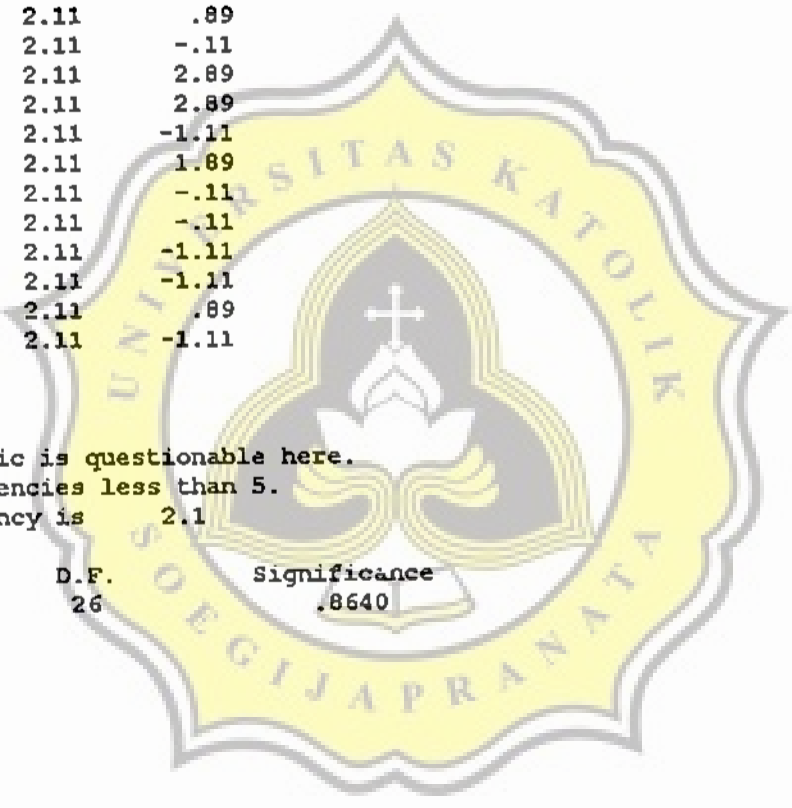 2.11 .89
2.11 -.11
2.11 2.89
2.11 2.89
2.11 -1.11
2.11 1.89
2.11 -.11
2.11 -.11
2.11 -1.11
2.11 -1.11
2.11 .89
2.11 -1.11
ic is questionable here.
encies less than 5.
ncy is 2.1
D.F. Significance
26 .8640
UNIVERSITAS KATOLIK
SOEGIJAPRANATA